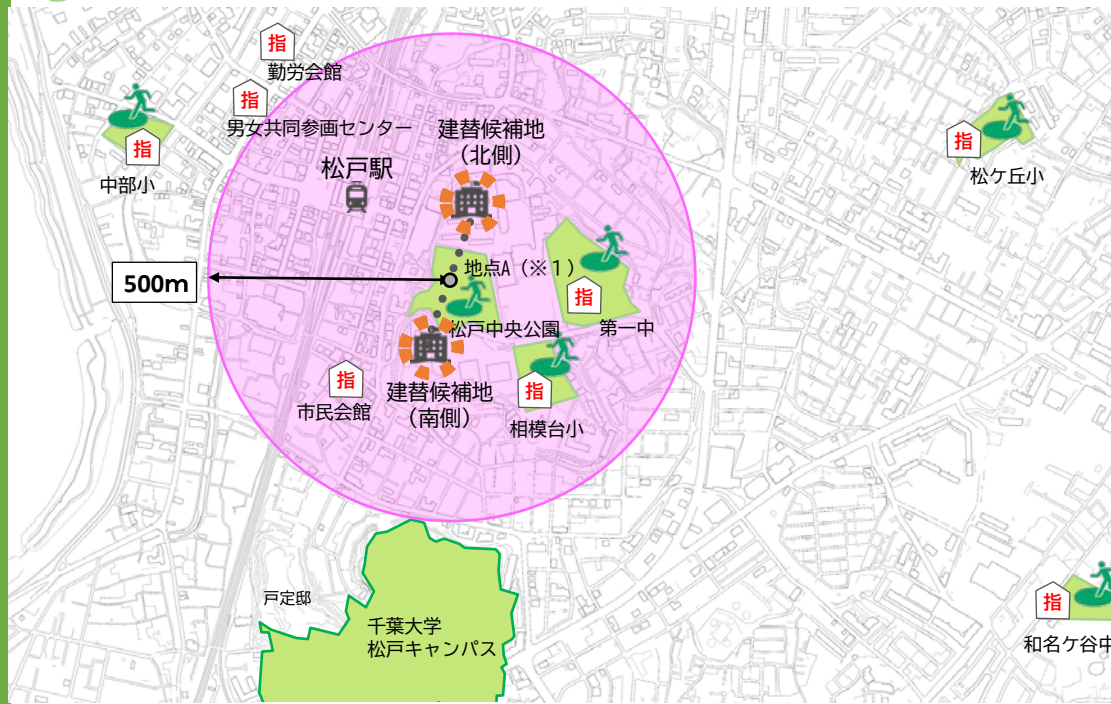 指
勤労会館
指
男女共同参画センター
指
中部小
松戸駅
建替候補地
（北側）
指
松ケ丘小
500m
地点A（※１）
松戸中央公園
指
第一中
指
市民会館
建替候補地
（南側）
指
相模台小
戸定邸
千葉大学
松戸キャンパス
指
和名ケ谷中